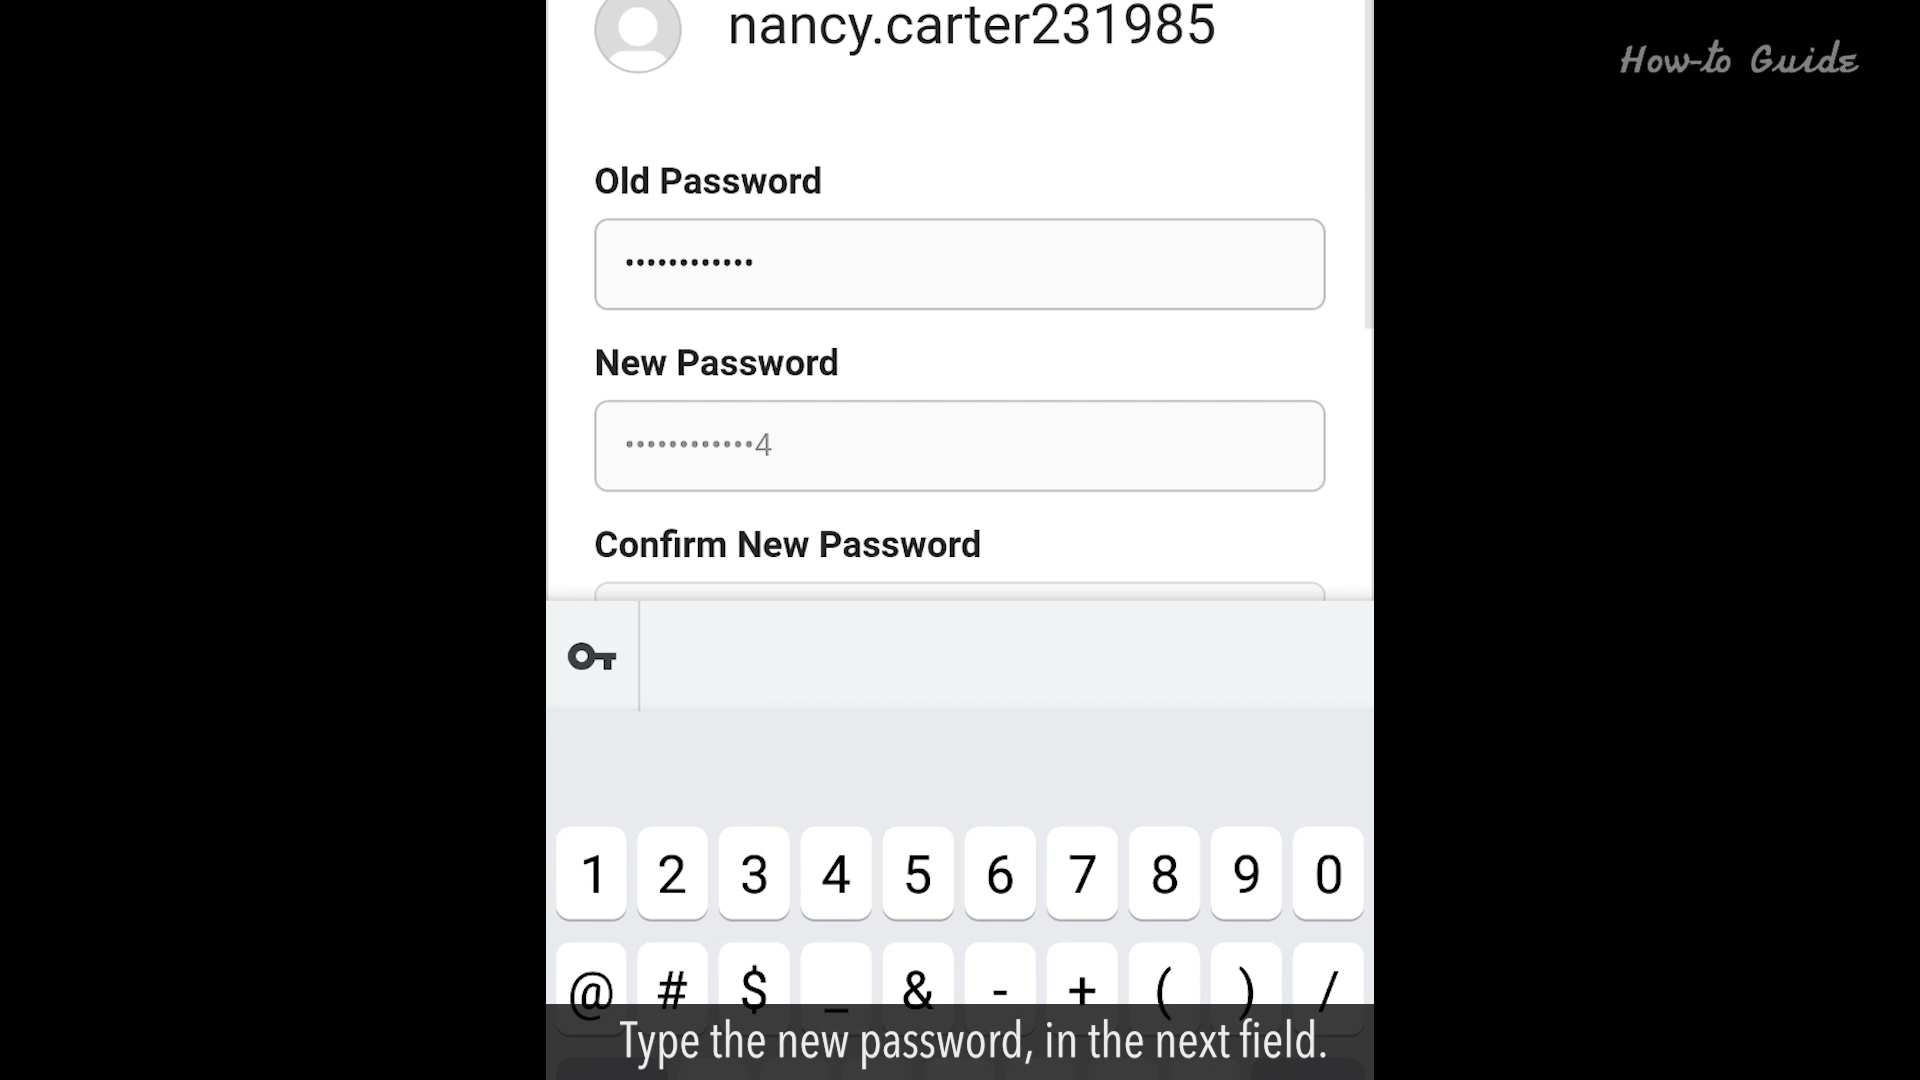 How-to Guide
nancy.carter231985
Old Password
••••••••••••
New Password
••••••••••••4
Confirm New Password
1 2 3 4 5 6 7 8 9 0
@ # $ _ & - + ( ) /
Type the new password, in the next field.